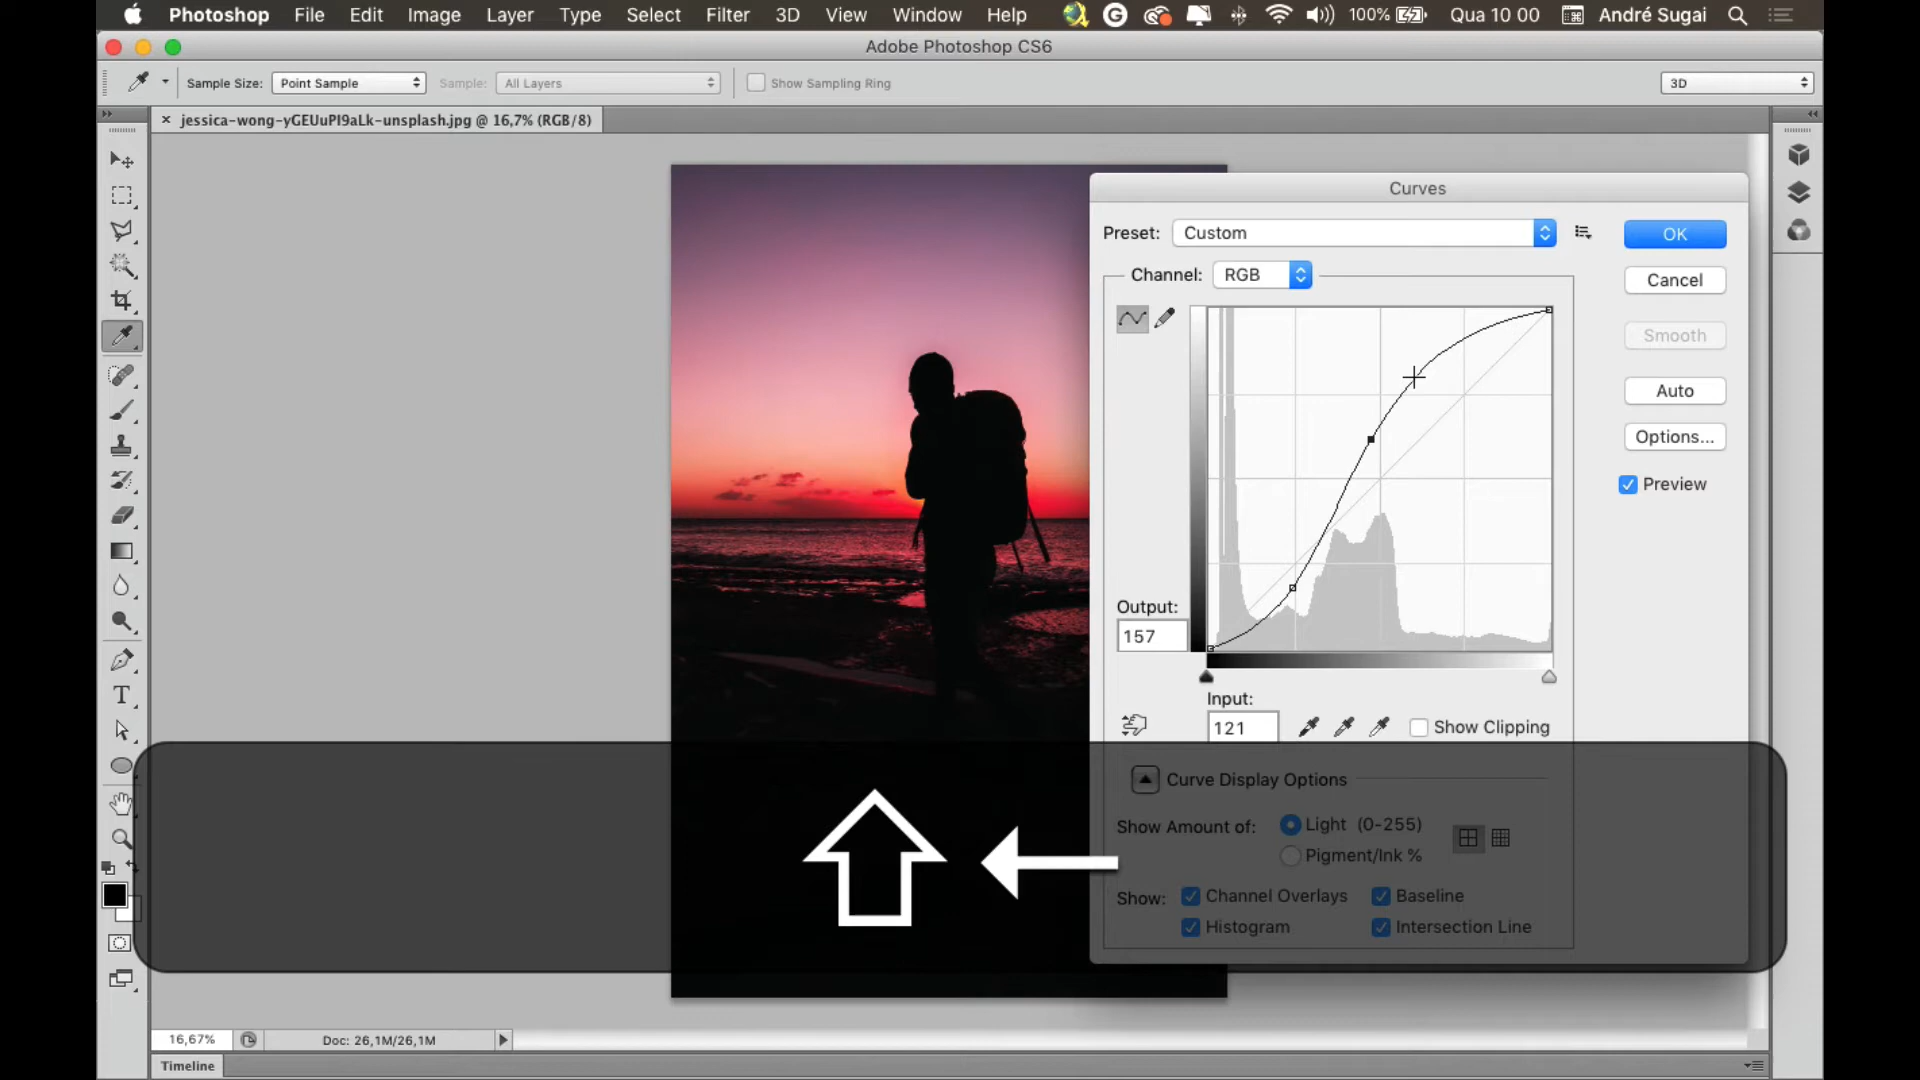 Photoshop File Edit Image Layer Type Select Filter 3D View Window Help 100% Qua 10 00 André Sugai
Adobe Photoshop CS6
Sample Size: Point Sample Sample: All Layers Show Sampling Ring 3D
jessica-wong-yGEUuPI9aLk-unsplash.jpg @ 16,7% (RGB/8)
Curves
Preset: Custom
OK
Channel: RGB
Cancel
Smooth
Auto
Options...
Preview
Output:
157
Input:
121
Show Clipping
Curve Display Options
Show Amount of: Light (0-255)
Pigment/Ink %
Show: Channel Overlays Baseline
Histogram Intersection Line
16,67% Doc: 26,1M/26,1M
Timeline